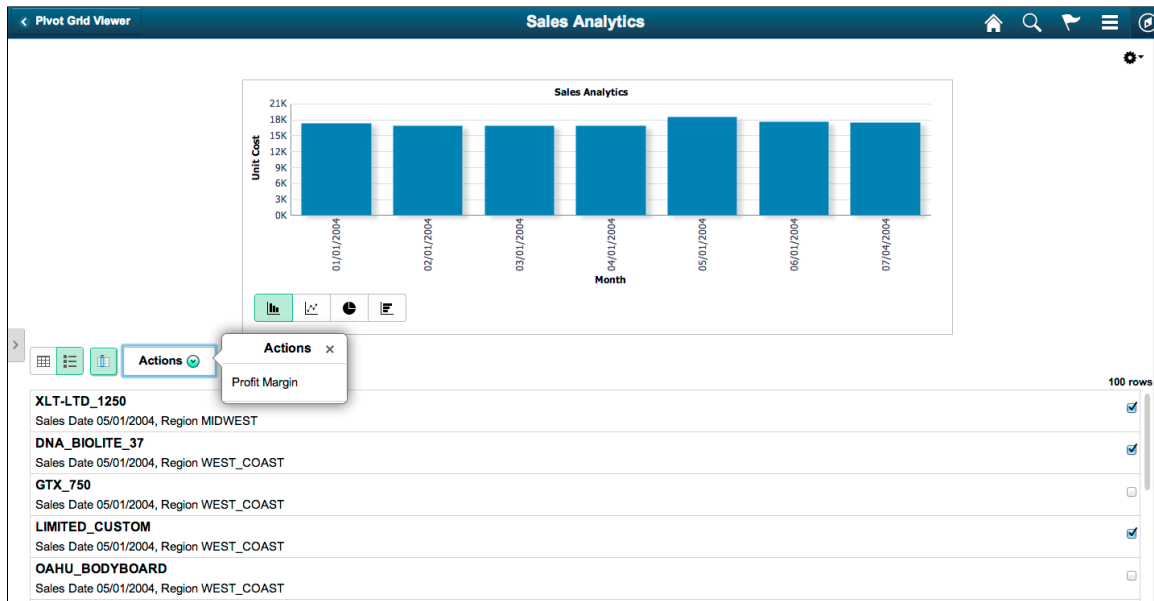 Pivot Grid Viewer
Sales Analytics
Sales Analytics
21K
18K
15K
12K
9K
6K
3K
0K
Unit Cost
01/01/2004
02/01/2004
03/01/2004
04/01/2004
05/01/2004
06/01/2004
07/04/2004
Month
Actions
Actions ×
Profit Margin
100 rows
XLT-LTD_1250
Sales Date 05/01/2004, Region MIDWEST
DNA_BIOLITE_37
Sales Date 05/01/2004, Region WEST_COAST
GTX_750
Sales Date 05/01/2004, Region WEST_COAST
LIMITED_CUSTOM
Sales Date 05/01/2004, Region WEST_COAST
OAHU_BODYBOARD
Sales Date 05/01/2004, Region WEST_COAST